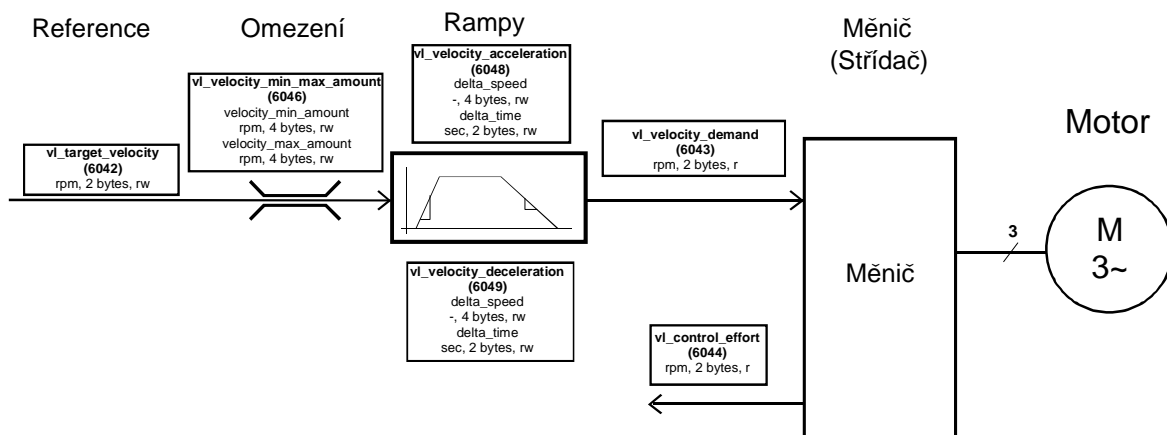 Reference
Omezení
Rampy
Měnič
(Střídač)
Motor
vl_target_velocity
(6042)
rpm, 2 bytes, rw
vl_velocity_min_max_amount
(6046)
velocity_min_amount
rpm, 4 bytes, rw
velocity_max_amount
rpm, 4 bytes, rw
vl_velocity_acceleration
(6048)
delta_speed
-, 4 bytes, rw
delta_time
sec, 2 bytes, rw
vl_velocity_deceleration
(6049)
delta_speed
-, 4 bytes, rw
delta_time
sec, 2 bytes, rw
vl_velocity_demand
(6043)
rpm, 2 bytes, r
vl_control_effort
(6044)
rpm, 2 bytes, r
Měnič
3
M
3~